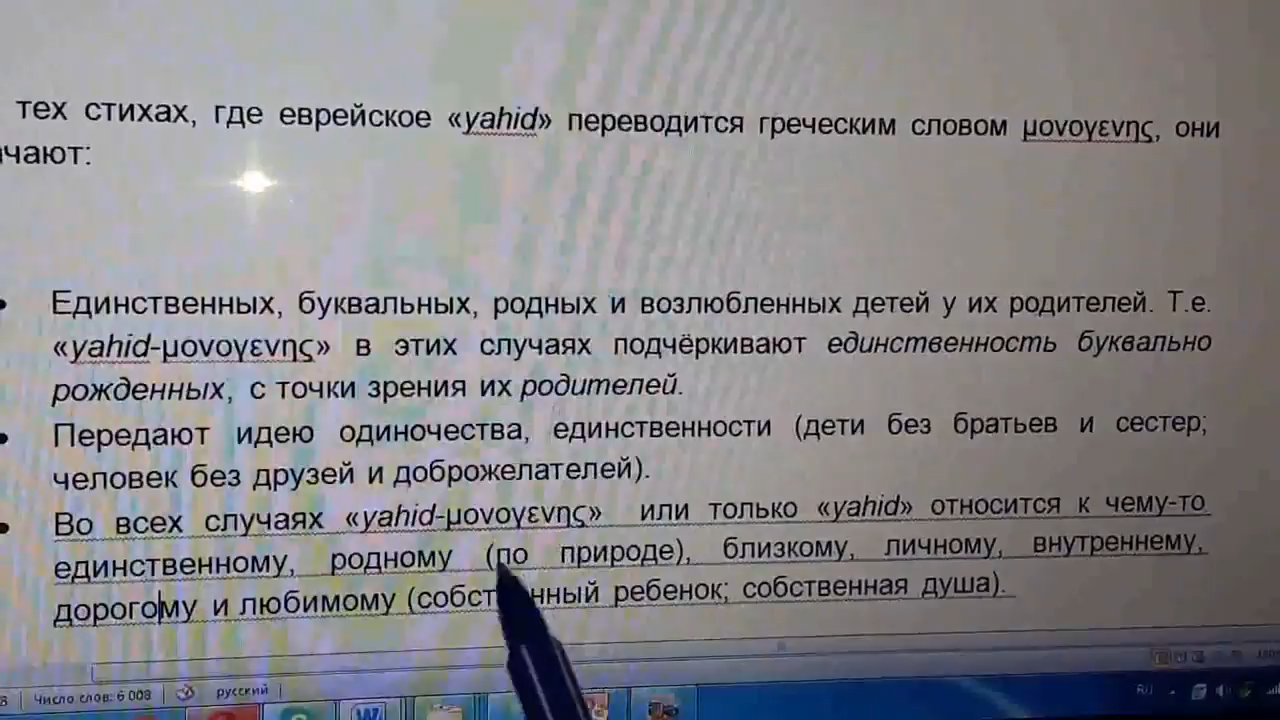 тех стихах, где еврейское «yahid» переводится греческим словом μονογενης, они
чают:
• Единственных, буквальных, родных и возлюбленных детей у их родителей. Т.е.
«yahid-μονογενης» в этих случаях подчёркивают единственность буквально
рожденных, с точки зрения их родителей.
• Передают идею одиночества, единственности (дети без братьев и сестер;
человек без друзей и доброжелателей).
• Во всех случаях «yahid-μονογενης» или только «yahid» относится к чему-то
единственному, родному (по природе), близкому, личному, внутреннему,
дорогому и любимому (собст нный ребенок; собственная душа).
Число слов: 6 008 русский
RU